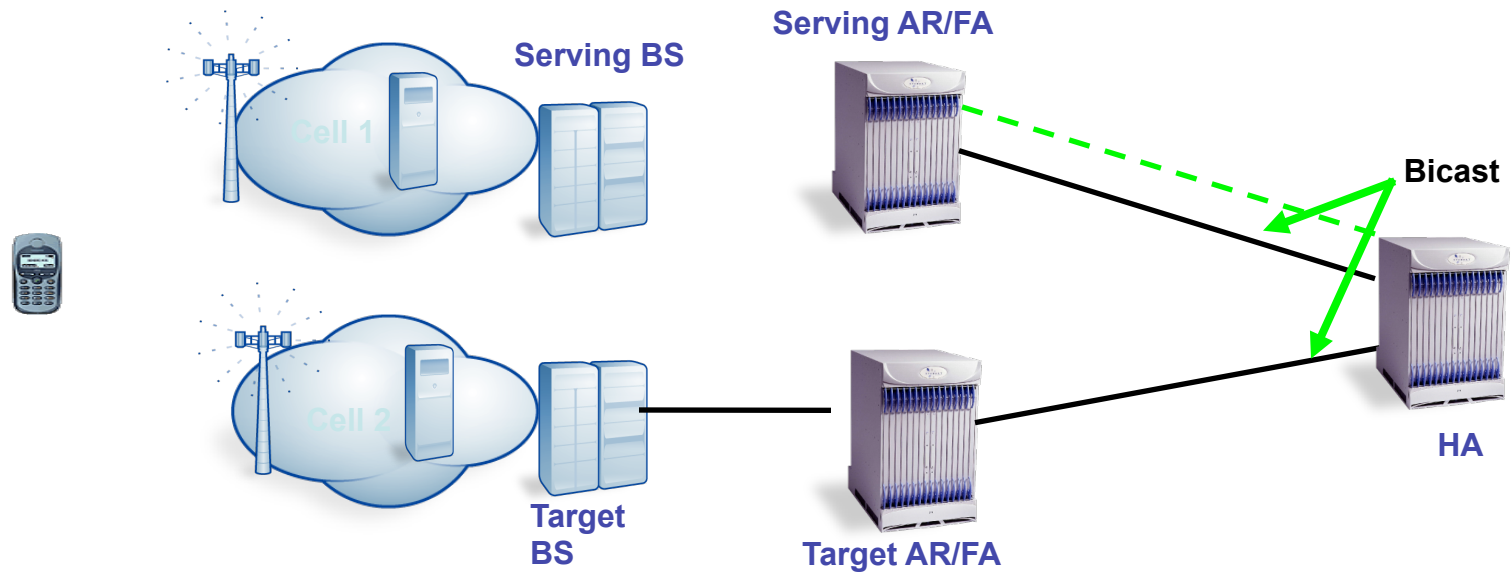 Serving AR/FA
Serving BS
Cell 1
Bicast
Cell 2
HA
Target
BS
Target AR/FA